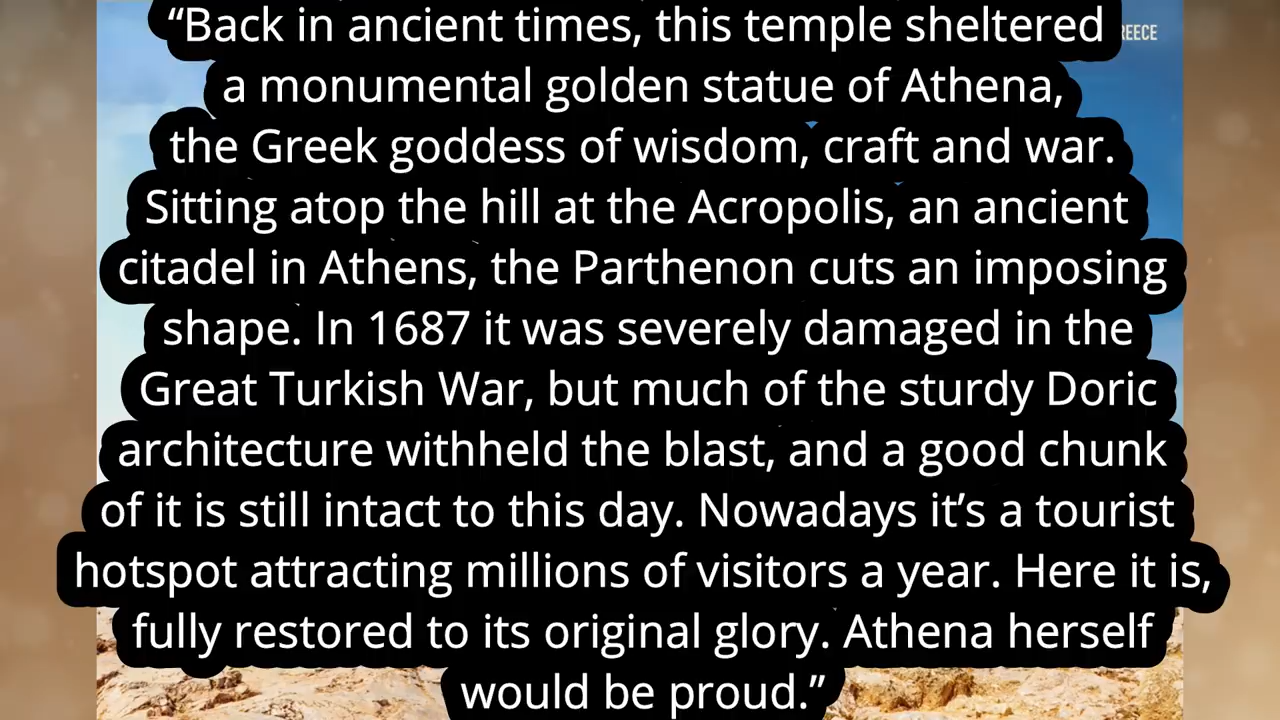 “Back in ancient times, this temple sheltered
a monumental golden statue of Athena,
the Greek goddess of wisdom, craft and war.
Sitting atop the hill at the Acropolis, an ancient
citadel in Athens, the Parthenon cuts an imposing
shape. In 1687 it was severely damaged in the
Great Turkish War, but much of the sturdy Doric
architecture withheld the blast, and a good chunk
of it is still intact to this day. Nowadays it’s a tourist
hotspot attracting millions of visitors a year. Here it is,
fully restored to its original glory. Athena herself
would be proud.”